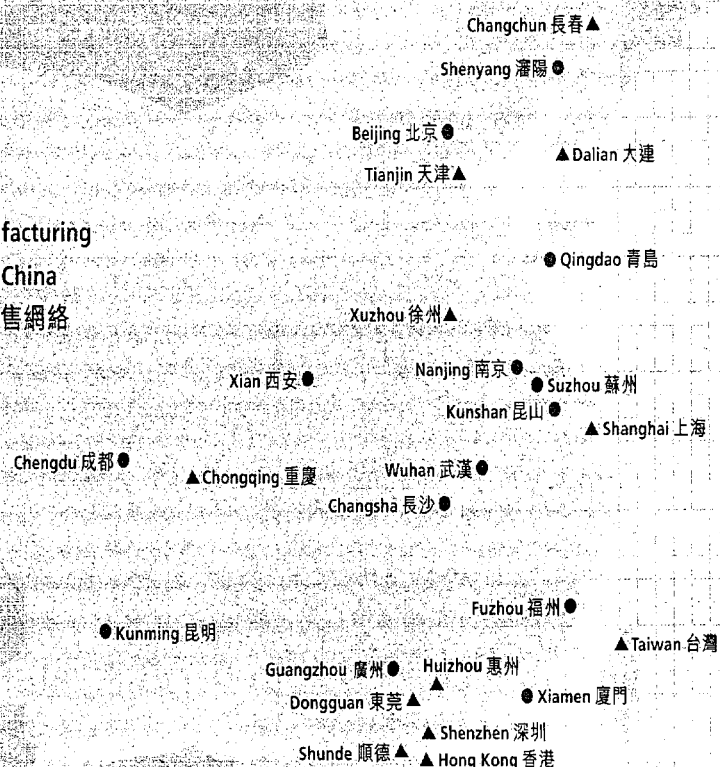 Changchun 長春
Shenyang 瀋陽
Beijing 北京
Dalian 大連
Tianjin 天津
facturing
China
售網絡
Qingdao 青島
Xuzhou 徐州
Nanjing 南京
Xian 西安
Suzhou 蘇州
Kunshan 昆山
Shanghai 上海
Chengdu 成都
Chongqing 重慶
Wuhan 武漢
Changsha 長沙
Fuzhou 福州
Kunming 昆明
Taiwan 台灣
Guangzhou 廣州
Huizhou 惠州
Dongguan 東莞
Xiamen 廈門
Shenzhen 深圳
Shunde 順德
Hong Kong 香港